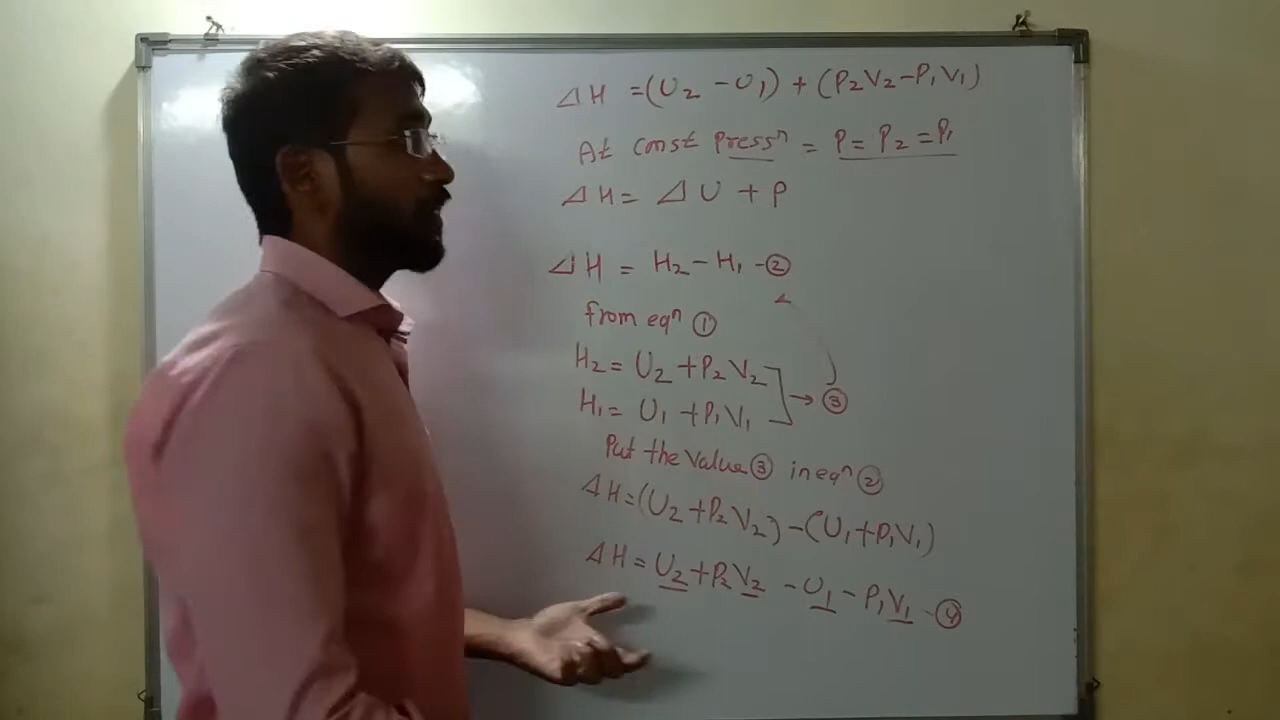 ΔH = (U₂ - U₁) + (P₂V₂ - P₁V₁)
At const Pressⁿ = P = P₂ = P₁
ΔH = ΔU + P
ΔH = H₂ - H₁ - ②
from eqⁿ ①
H₂ = U₂ + P₂V₂
H₁ = U₁ + P₁V₁ → ③
Put the value ③ in eqⁿ ②
ΔH = (U₂ + P₂V₂) - (U₁ + P₁V₁)
ΔH = U₂ + P₂V₂ - U₁ - P₁V₁ - ④